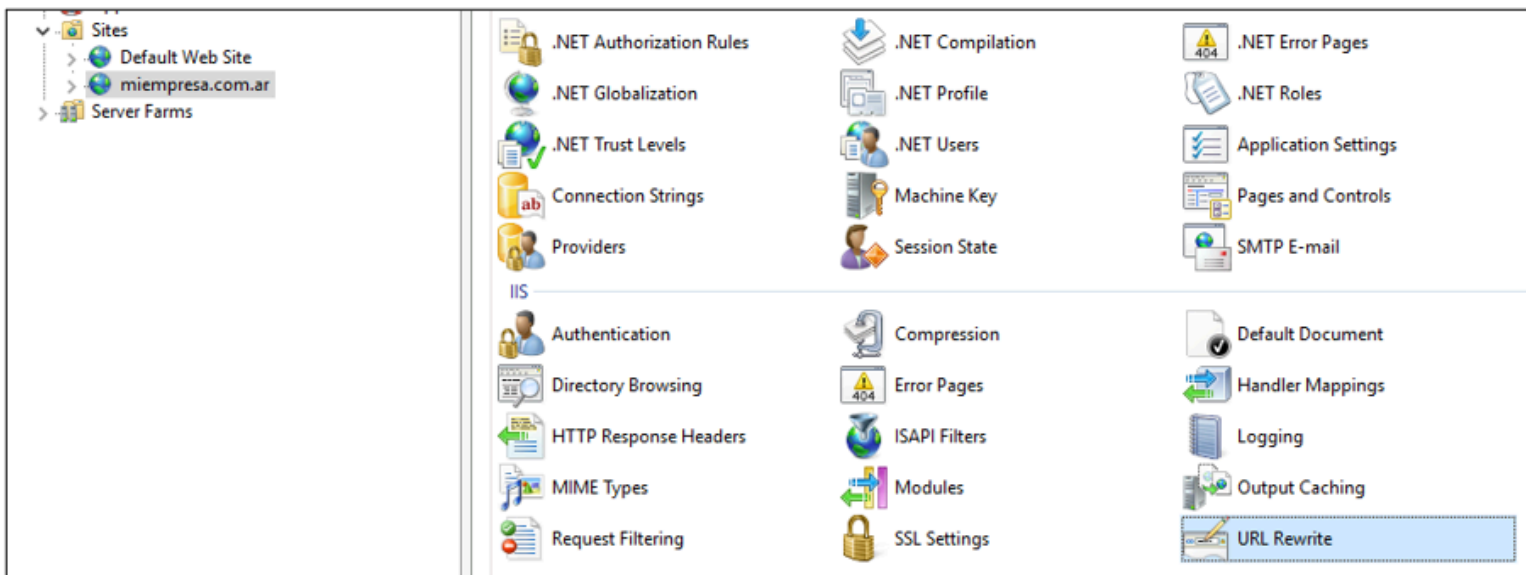 Sites
Default Web Site
miempresa.com.ar
Server Farms
.NET Authorization Rules
.NET Compilation
404
.NET Error Pages
.NET Globalization
.NET Profile
.NET Roles
.NET Trust Levels
.NET Users
Application Settings
ab
Connection Strings
Machine Key
Pages and Controls
Providers
Session State
SMTP E-mail
IIS
Authentication
Compression
Default Document
Directory Browsing
404
Error Pages
Handler Mappings
HTTP Response Headers
ISAPI Filters
Logging
MIME Types
Modules
Output Caching
Request Filtering
SSL Settings
URL Rewrite